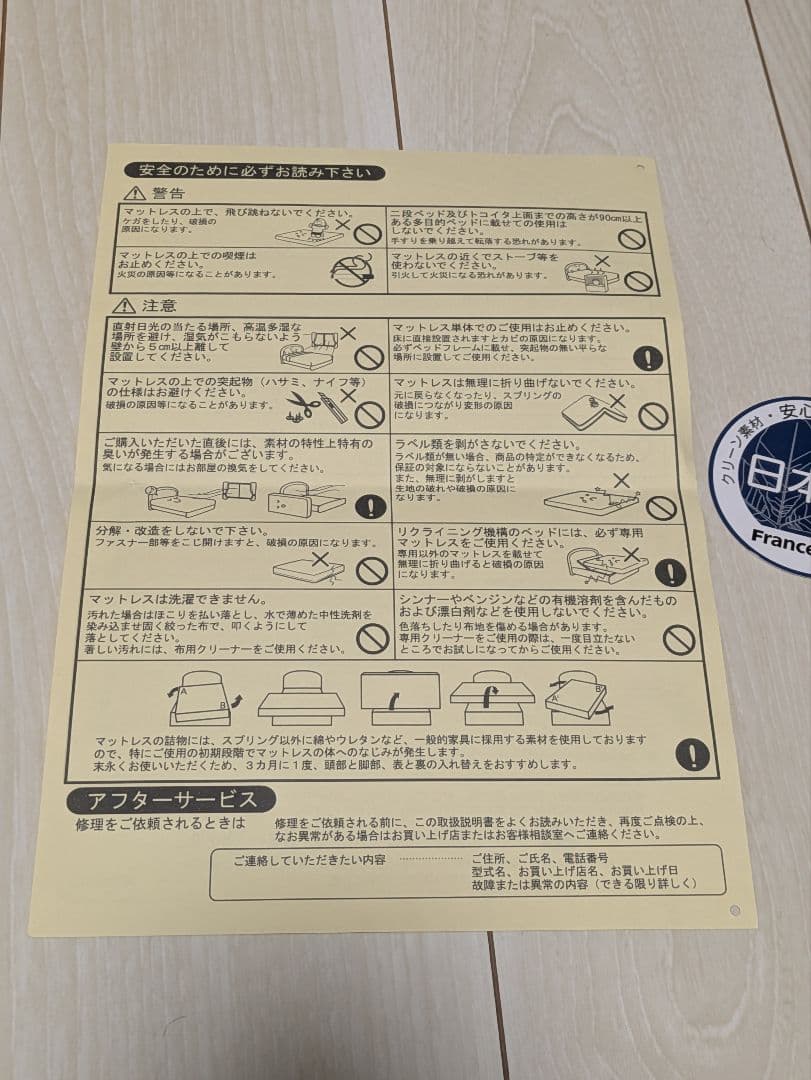 安全のために必ずお読み下さい
警告
マットレスの上で、飛び跳ねないでください。
ケガをしたり、破損の
原因になります。
二段ベッド及びトコイタ上面までの高さが90cm以上
ある多目的ベッドに載せての使用は
しないでください。
手すりを乗り越えて転落する恐れがあります。
マットレスの上での喫煙は
お止めください。
火災の原因等になることがあります。
マットレスの近くでストーブ等を
使わないでください。
引火して火災になる恐れがあります。
注意
直射日光の当たる場所、高温多湿な
場所を避け、湿気がこもらないよう
壁から5cm以上離して
設置してください。
マットレス単体でのご使用はお止めください。
床に直接設置されますとカビの原因になります。
必ずベッドフレームに載せ、突起物の無い平らな
場所に設置してご使用ください。
マットレスの上での突起物(ハサミ、ナイフ等)
の仕様はお避けください。
破損の原因等になることがあります。
マットレスは無理に折り曲げないでください。
元に戻らなくなったり、スプリングの
破損につながり変形の原因
になります。
ご購入いただいた直後には、素材の特性上特有の
臭いが発生する場合がございます。
気になる場合にはお部屋の換気をしてください。
ラベル類を剥がさないでください。
ラベル類が無い場合、商品の特定ができなくなるため、
保証の対象にならないことがあります。
また、無理に剥がしますと
生地の破れや破損の原因に
なります。
分解・改造をしないで下さい。
ファスナー部等をこじ開けますと、破損の原因になります。
リクライニング機構のベッドには、必ず専用
マットレスをご使用ください。
専用以外のマットレスを載せて
無理に折り曲げると破損の原因
になります。
マットレスは洗濯できません。
汚れた場合はほこりを払い落とし、水で薄めた中性洗剤を
染み込ませ固く絞った布で、叩くようにして
落としてください。
著しい汚れには、布用クリーナーをご使用ください。
シンナーやベンジンなどの有機溶剤を含んだもの
および漂白剤などを使用しないでください。
色落ちしたり布地を傷める場合があります。
専用クリーナーをご使用の際は、一度目立たない
ところでお試しになってからご使用ください。
A
B
B
A
マットレスの詰物には、スプリング以外に綿やウレタンなど、一般的家具に採用する素材を使用しております
ので、特にご使用の初期段階でマットレスの体へのなじみが発生します。
末永くお使いいただくため、3カ月に1度、頭部と脚部、表と裏の入れ替えをおすすめします。
アフターサービス
修理をご依頼されるときは
修理をご依頼される前に、この取扱説明書をよくお読みいただき、再度ご点検の上、
なお異常がある場合はお買い上げ店またはお客様相談室へご連絡ください。
ご連絡していただきたい内容 ………………… ご住所、ご氏名、電話番号
型式名、お買い上げ店名、お買い上げ日
故障または異常の内容(できる限り詳しく)
クリーン素材・安心
日
France